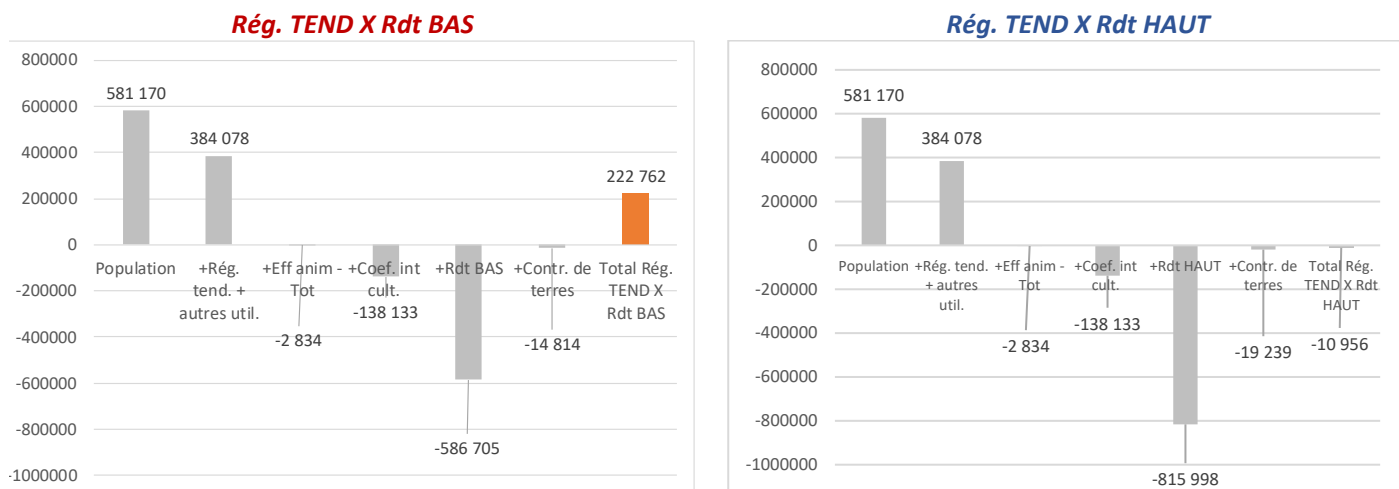 Rég. TEND X Rdt BAS
800000
600000
400000
200000
0
-200000
-400000
-600000
-800000
-1000000
581 170
384 078
222 762
Population
+Rég.
tend. +
autres util.
+Eff anim -
Tot
+Coef. int
cult.
+Rdt BAS
+Contr. de
terres
Total Rég.
TEND X
Rdt BAS
-2 834
-138 133
-586 705
-14 814
Rég. TEND X Rdt HAUT
800000
600000
400000
200000
0
-200000
-400000
-600000
-800000
-1000000
581 170
384 078
Population
+Rég. tend.
+ autres
util.
+Eff anim -
Tot
+Coef. int
cult.
+Rdt HAUT
+Contr. de
terres
Total Rég.
TEND X Rdt
HAUT
-2 834
-138 133
-815 998
-19 239
-10 956